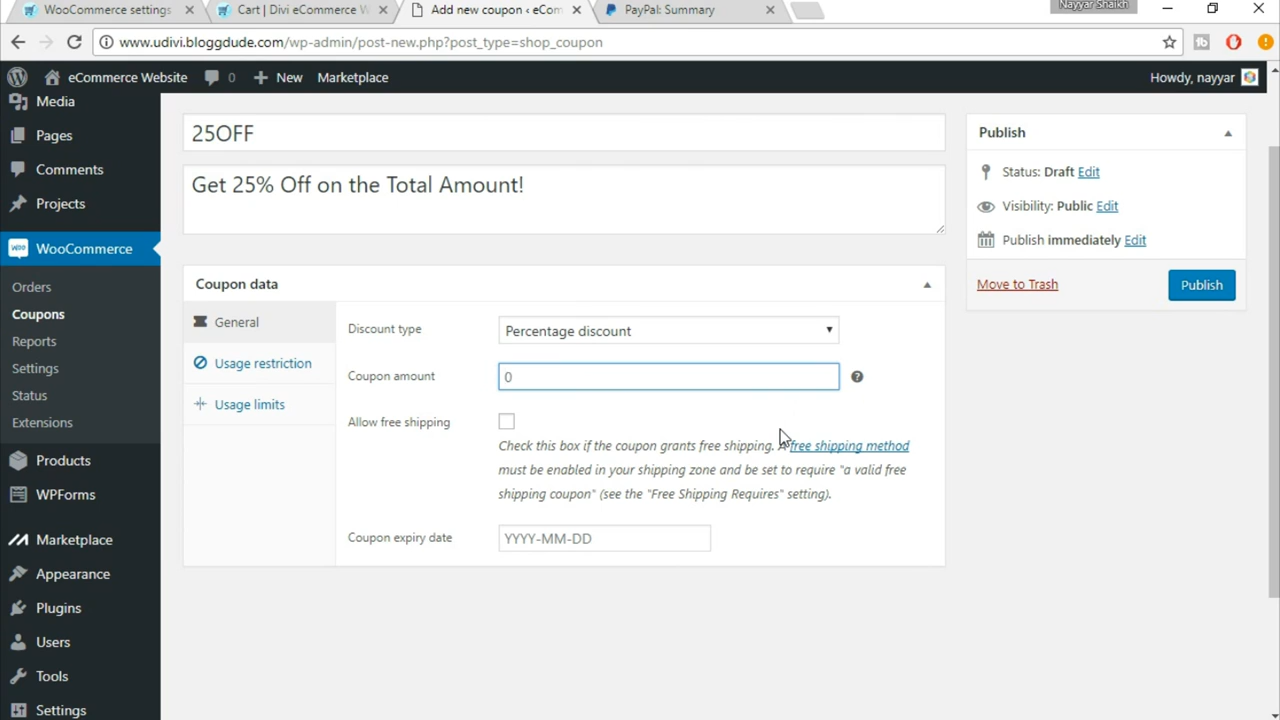 WooCommerce settings
Cart | Divi eCommerce W
Add new coupon ‹ eCom
PayPal: Summary
Nayyar Shaikh
www.udivi.bloggdude.com/wp-admin/post-new.php?post_type=shop_coupon
eCommerce Website
0
New
Marketplace
Howdy, nayyar
Media
Pages
Comments
Projects
WooCommerce
Orders
Coupons
Reports
Settings
Status
Extensions
Products
WPForms
Marketplace
Appearance
Plugins
Users
Tools
Settings
25OFF
Get 25% Off on the Total Amount!
Coupon data
General
Usage restriction
Usage limits
Discount type
Percentage discount
Coupon amount
0
Allow free shipping
Check this box if the coupon grants free shipping. A free shipping method
must be enabled in your shipping zone and be set to require "a valid free
shipping coupon" (see the "Free Shipping Requires" setting).
Coupon expiry date
YYYY-MM-DD
Publish
Status: Draft Edit
Visibility: Public Edit
Publish immediately Edit
Move to Trash
Publish